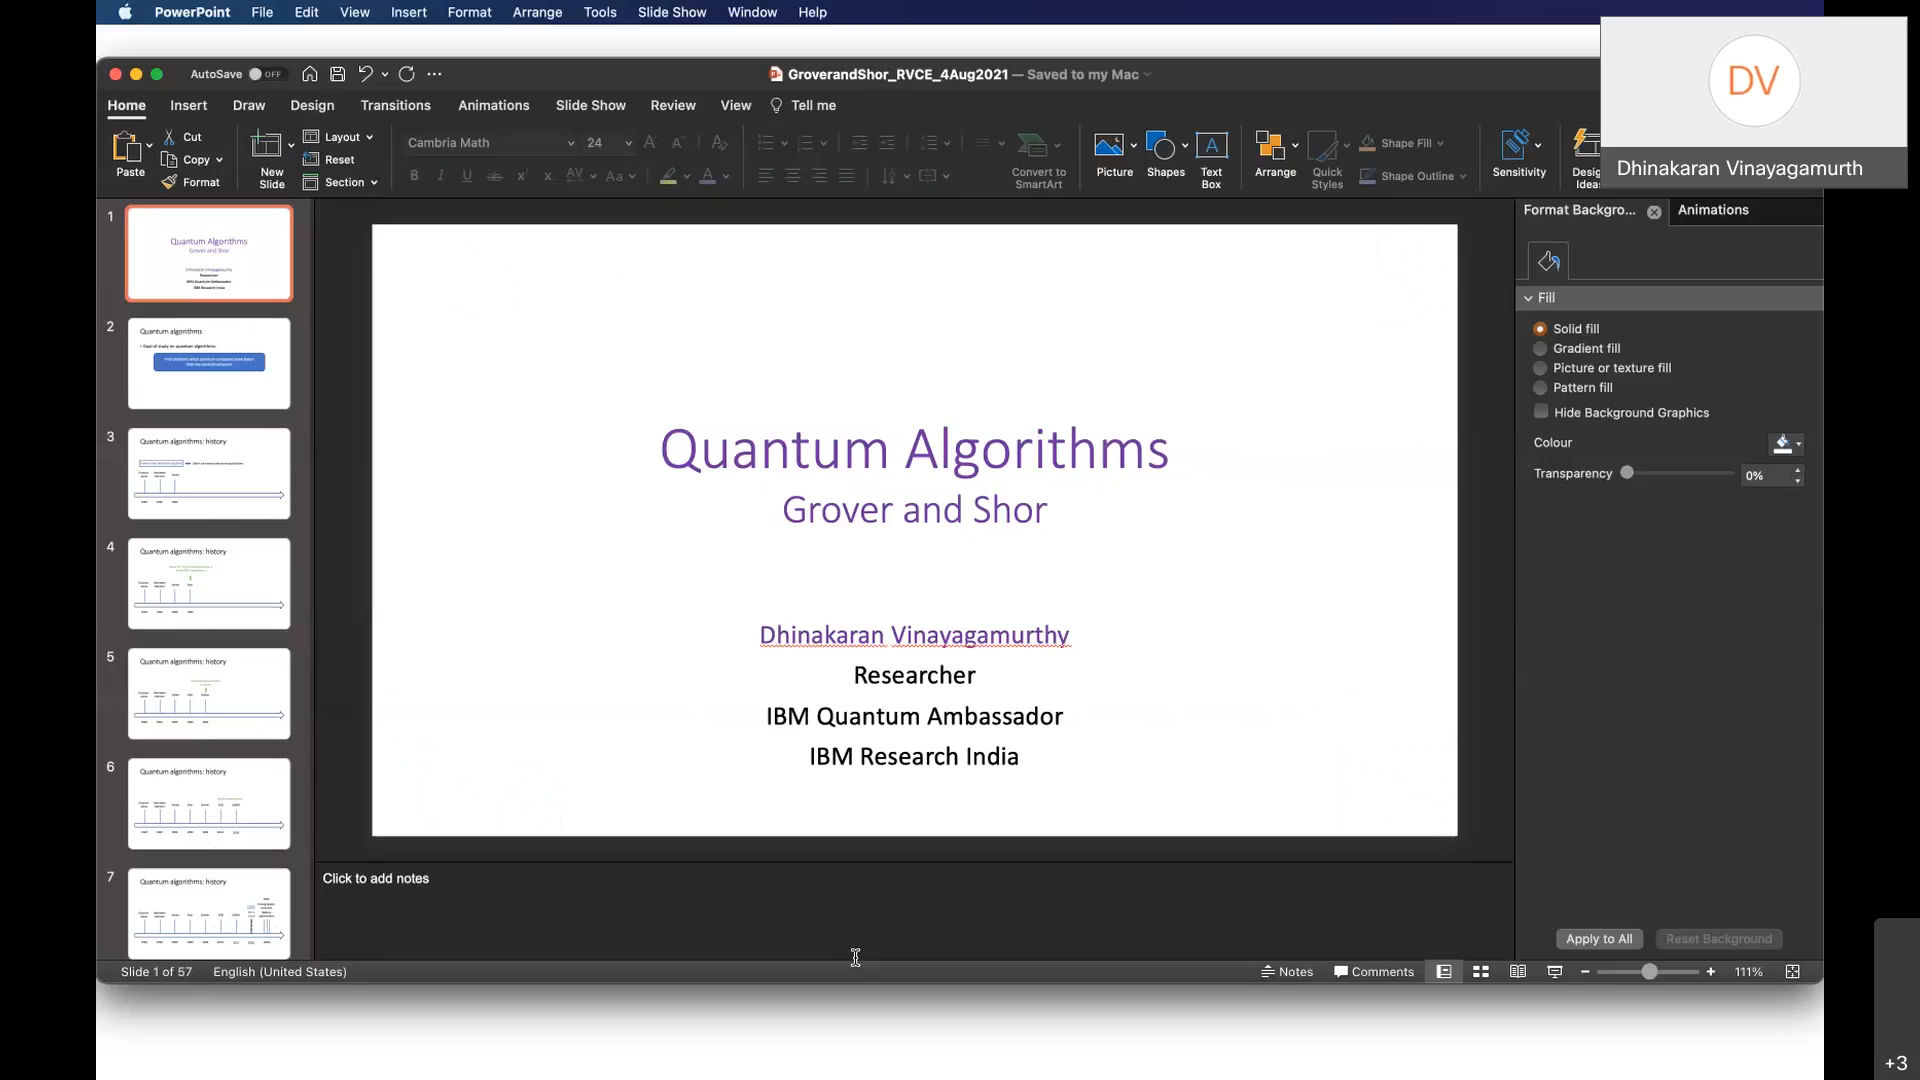 PowerPoint File Edit View Insert Format Arrange Tools Slide Show Window Help
AutoSave OFF
GroverandShor_RVCE_4Aug2021 — Saved to my Mac
DV
Dhinakaran Vinayagamurth
Home Insert Draw Design Transitions Animations Slide Show Review View Tell me
Paste
Cut
Copy
Format
New Slide
Layout
Reset
Section
Cambria Math 24
B I U
Convert to SmartArt
Picture
Shapes
Text Box
Arrange
Quick Styles
Shape Fill
Shape Outline
Sensitivity
Design Ideas
1
Quantum Algorithms
Grover and Shor
Dhinakaran Vinayagamurthy
Researcher
IBM Quantum Ambassador
IBM Research India
2
Quantum algorithms
3
Quantum algorithms: history
4
Quantum algorithms: history
5
Quantum algorithms: history
6
Quantum algorithms: history
7
Quantum algorithms: history
Quantum Algorithms
Grover and Shor
Dhinakaran Vinayagamurthy
Researcher
IBM Quantum Ambassador
IBM Research India
Click to add notes
Format Backgro... Animations
Fill
Solid fill
Gradient fill
Picture or texture fill
Pattern fill
Hide Background Graphics
Colour
Transparency 0%
Apply to All Reset Background
Slide 1 of 57 English (United States)
Notes Comments 111%
+3